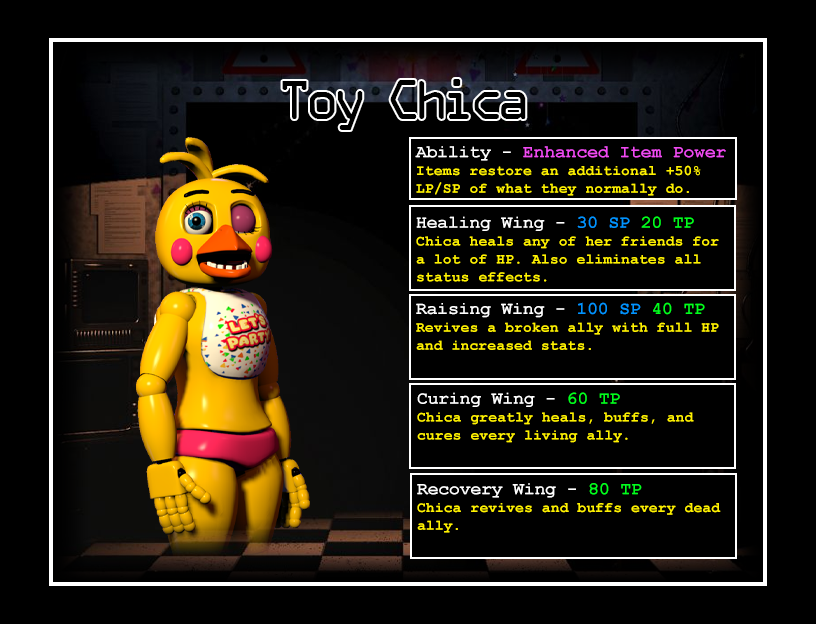 Toy Chica
Ability - Enhanced Item Power
Items restore an additional +50%
LP/SP of what they normally do.
Healing Wing - 30 SP 20 TP
Chica heals any of her friends for
a lot of HP. Also eliminates all
status effects.
Raising Wing - 100 SP 40 TP
Revives a broken ally with full HP
and increased stats.
Curing Wing - 60 TP
Chica greatly heals, buffs, and
cures every living ally.
Recovery Wing - 80 TP
Chica revives and buffs every dead
ally.
LET'S
PARTY